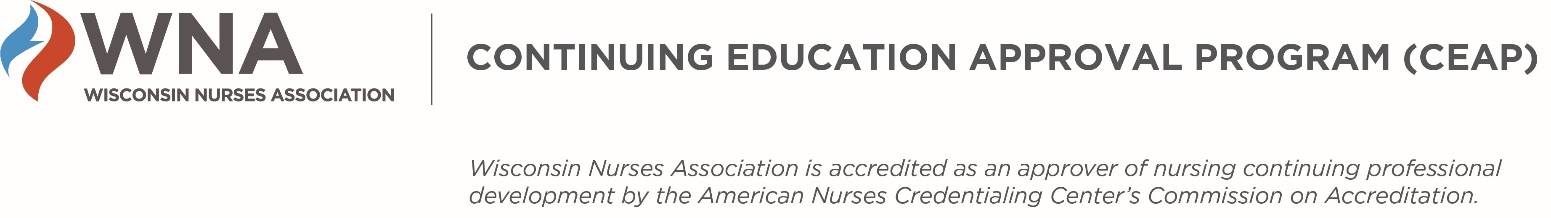 WNA
WISCONSIN NURSES ASSOCIATION
CONTINUING EDUCATION APPROVAL PROGRAM (CEAP)
Wisconsin Nurses Association is accredited as an approver of nursing continuing professional
development by the American Nurses Credentialing Center’s Commission on Accreditation.